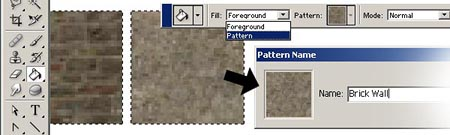 Fill: Foreground Pattern: Mode: Normal
Foreground
Pattern
Pattern Name
Name: Brick Wall
T